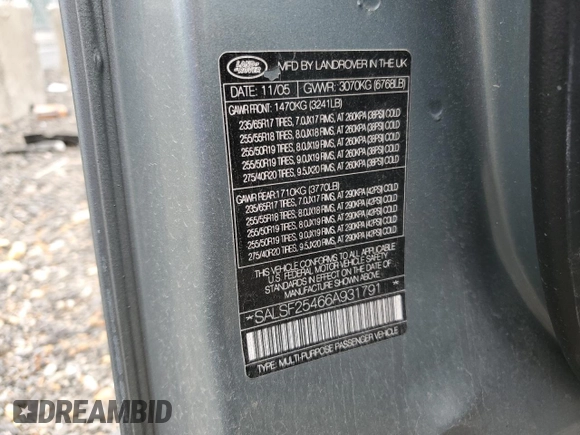 LAND ROVER
MFD BY LANDROVER IN THE UK
DATE: 11/05 GVWR: 3070KG (6768LB)
GAWR FRONT: 1470KG (3241LB)
235/65R17 TIRES, 7.0JX17 RIMS, AT 260KPA (38PSI) COLD
255/55R18 TIRES, 8.0JX18 RIMS, AT 260KPA (38PSI) COLD
255/50R19 TIRES, 8.0JX19 RIMS, AT 260KPA (38PSI) COLD
255/50R19 TIRES, 9.0JX19 RIMS, AT 260KPA (38PSI) COLD
275/40R20 TIRES, 9.5JX20 RIMS, AT 260KPA (38PSI) COLD
GAWR REAR: 1710KG (3770LB)
235/65R17 TIRES, 7.0JX17 RIMS, AT 290KPA (42PSI) COLD
255/55R18 TIRES, 8.0JX18 RIMS, AT 290KPA (42PSI) COLD
255/50R19 TIRES, 8.0JX19 RIMS, AT 290KPA (42PSI) COLD
255/50R19 TIRES, 9.0JX19 RIMS, AT 290KPA (42PSI) COLD
275/40R20 TIRES, 9.5JX20 RIMS, AT 290KPA (42PSI) COLD
THIS VEHICLE CONFORMS TO ALL APPLICABLE
U.S. FEDERAL MOTOR VEHICLE SAFETY
STANDARDS IN EFFECT ON THE DATE OF
MANUFACTURE SHOWN ABOVE.
*SALSF25466A931791*
TYPE: MULTI-PURPOSE PASSENGER VEHICLE
DREAMBID